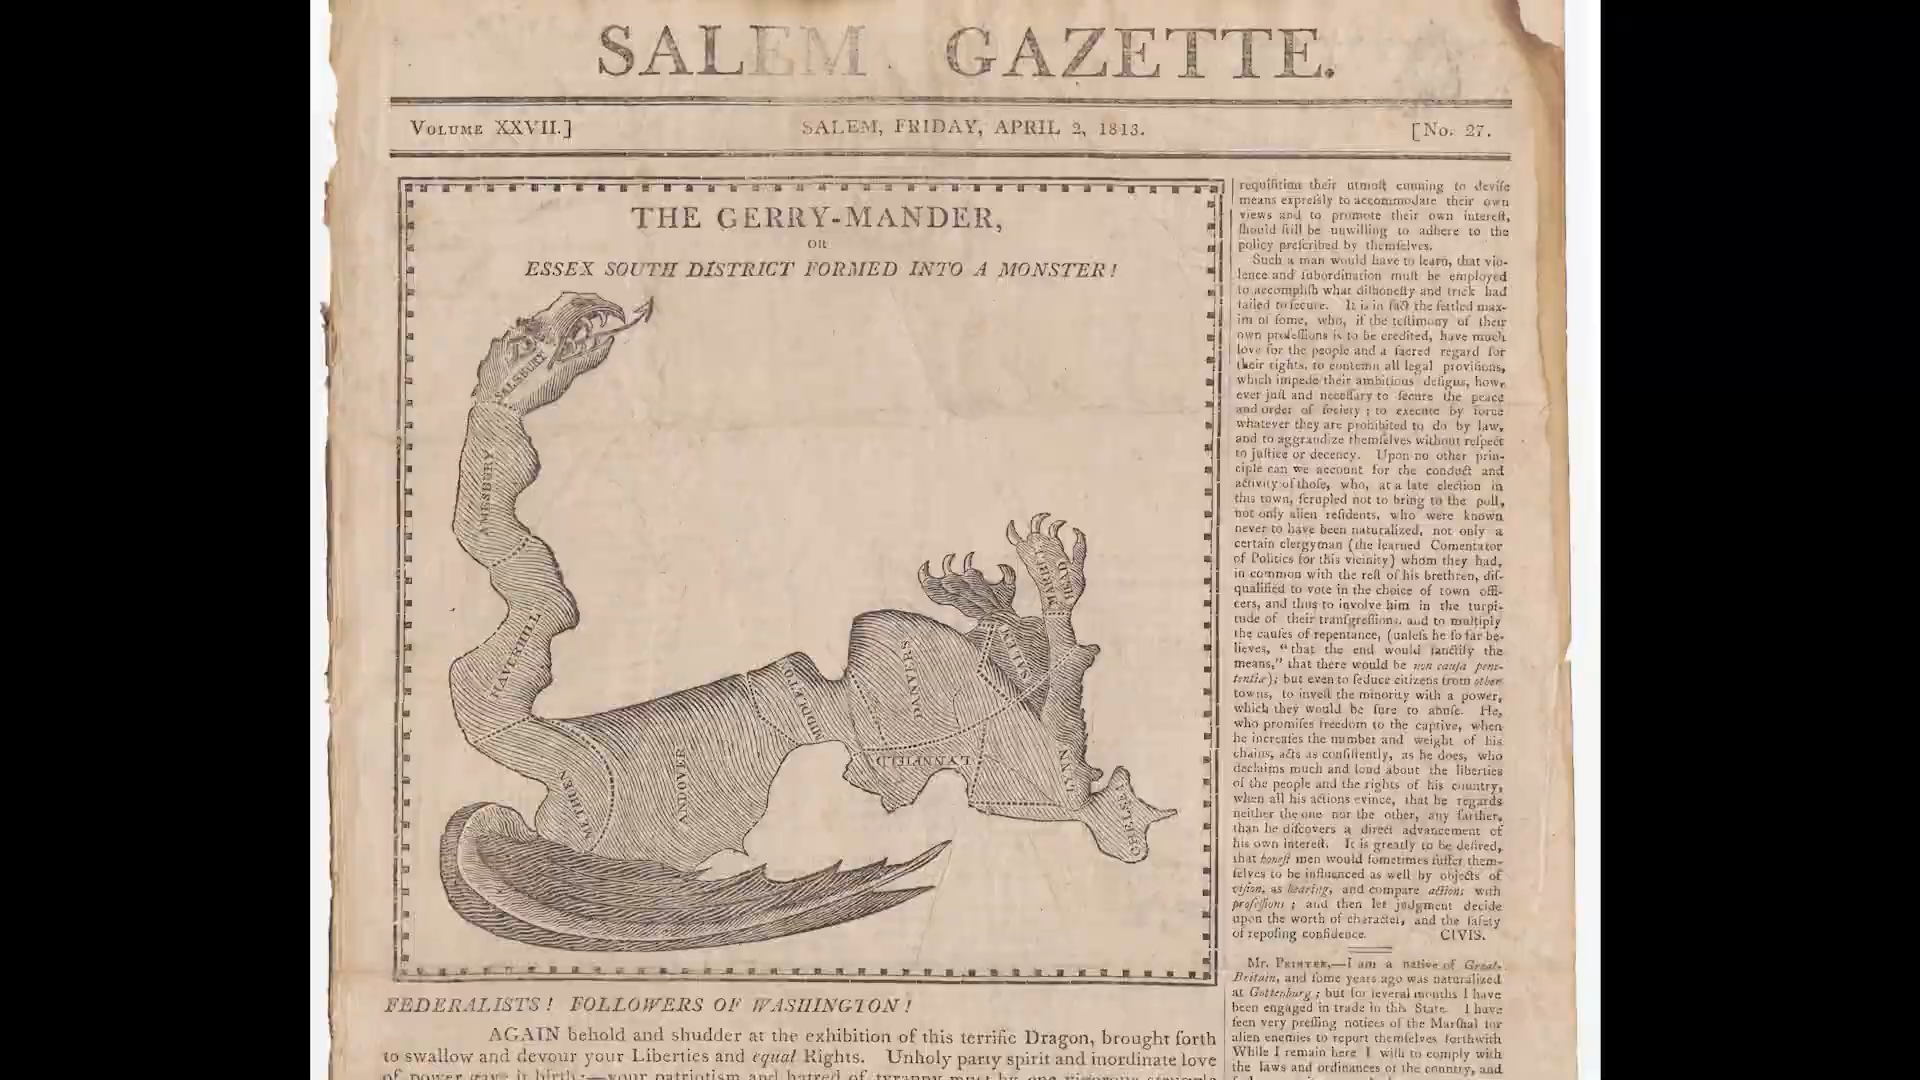 SALEM GAZETTE.
VOLUME XXVII.]
SALEM, FRIDAY, APRIL 2, 1813.
[No. 27.
THE GERRY-MANDER,
OR
ESSEX SOUTH DISTRICT FORMED INTO A MONSTER!
SALSBURY
AMESBURY
HAVERHILL
METHUEN
ANDOVER
MIDDLETON
DANVERS
LYNNFIELD
SALEM
MARBLE
HEAD
LYNN
CHELSEA
FEDERALISTS! FOLLOWERS OF WASHINGTON!
AGAIN behold and shudder at the exhibition of this terrific Dragon, brought forth
to swallow and devour your Liberties and equal Rights. Unholy party spirit and inordinate love
of power gave it birth;—your patriotism and hatred of tyranny must by one vigorous struggle
requiſition their utmoſt cunning to deviſe
means expreſsly to accommodate their own
views and to promote their own intereſt,
ſhould ſtill be unwilling to adhere to the
policy preſcribed by themſelves.
Such a man would have to learn, that vio-
lence and ſubordination muſt be employed
to accompliſh what diſhoneſty and trick had
failed to ſecure. It is in fact the ſettled max-
im of ſome, who, if the teſtimony of their
own profeſſions is to be credited, have much
love for the people and a ſacred regard for
their rights, to contemn all legal proviſions,
which impede their ambitious deſigns, how-
ever juſt and neceſſary to ſecure the peace
and order of ſociety; to execute by force
whatever they are prohibited to do by law,
and to aggrandize themſelves without reſpect
to juſtice or decency. Upon no other prin-
ciple can we account for the conduct and
activity of thoſe, who, at a late election in
this town, ſcrupled not to bring to the poll,
not only alien reſidents, who were known
never to have been naturalized, not only a
certain clergyman (the learned Comentator
of Politics for this vicinity) whom they had,
in common with the reſt of his brethren, diſ-
qualified to vote in the choice of town offi-
cers, and thus to involve him in the turpi-
tude of their tranſgreſſions, and to multiply
the cauſes of repentance, (unleſs he ſo far be-
lieves, "that the end would ſanctify the
means," that there would be non cauſa pene-
tentiæ); but even to ſeduce citizens from other
towns, to inveſt the minority with a power,
which they would be ſure to abuſe. He,
who promiſes freedom to the captive, when
he increaſes the number and weight of his
chains, acts as conſiſtently, as he does, who
declaims much and loud about the liberties
of the people and the rights of his country,
when all his actions evince, that he regards
neither the one nor the other, any farther,
than he diſcovers a direct advancement of
his own intereſt. It is greatly to be deſired,
that honeſt men would ſometimes ſuffer them-
ſelves to be influenced as well by objects of
viſion, as hearing, and compare actions with
profeſſions; and then let judgment decide
upon the worth of character, and the ſafety
of repoſing confidence. CIVIS.
Mr. PRINTER,—I am a native of Great-
Britain, and ſome years ago was naturalized
at Gottenburg; but for ſeveral months I have
been engaged in trade in this State. I have
ſeen very preſſing notices of the Marſhal for
alien enemies to report themſelves forthwith
While I remain here I wiſh to comply with
the laws and ordinances of the country, and